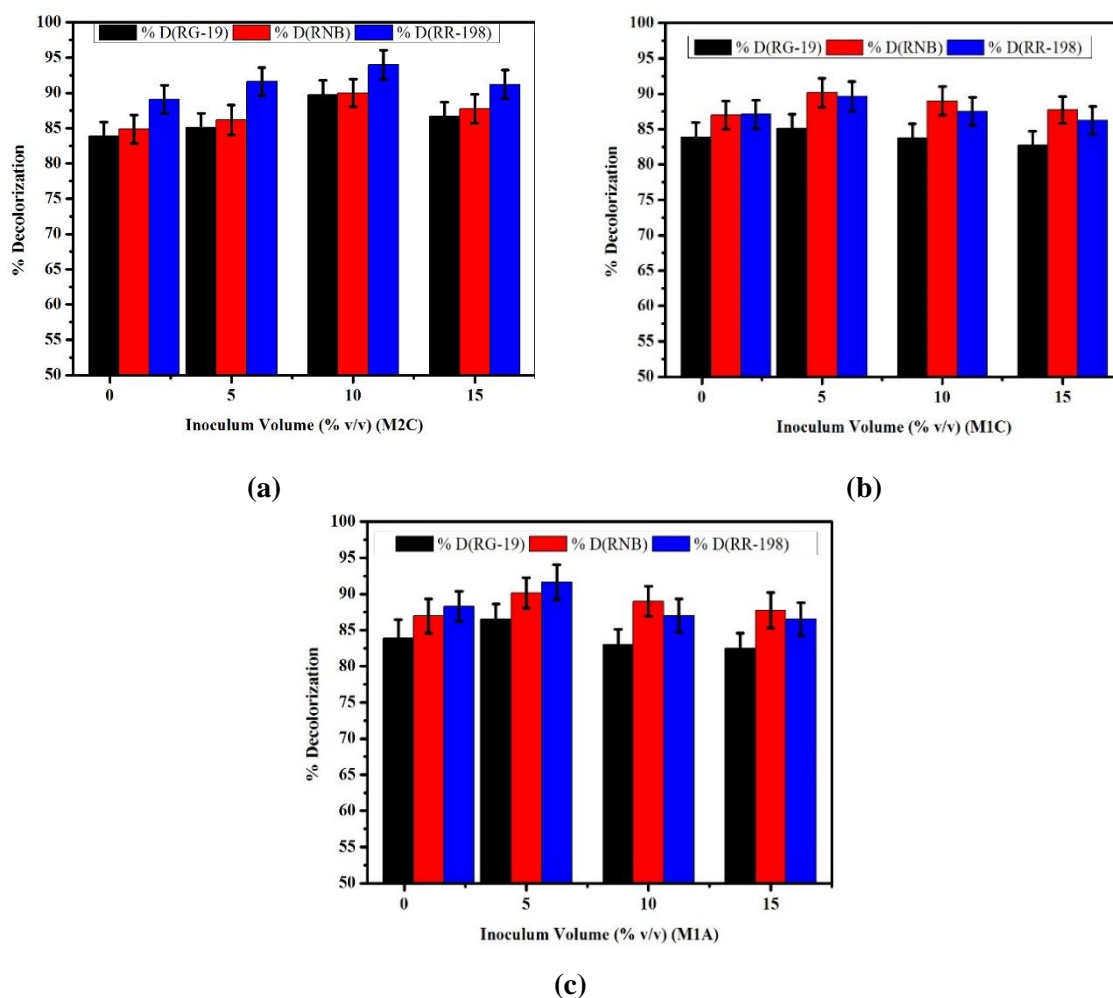 % D(RG-19) % D(RNB) % D(RR-198)
100
95
90
85
80
75
70
65
60
55
50
% Decolorization
0 5 10 15
Inoculum Volume (% v/v) (M2C)
(a)
% D(RG-19) % D(RNB) % D(RR-198)
100
95
90
85
80
75
70
65
60
55
50
% Decolorization
0 5 10 15
Inoculum Volume (% v/v) (M1C)
(b)
% D(RG-19) % D(RNB) % D(RR-198)
100
95
90
85
80
75
70
65
60
55
50
% Decolorization
0 5 10 15
Inoculum Volume (% v/v) (M1A)
(c)